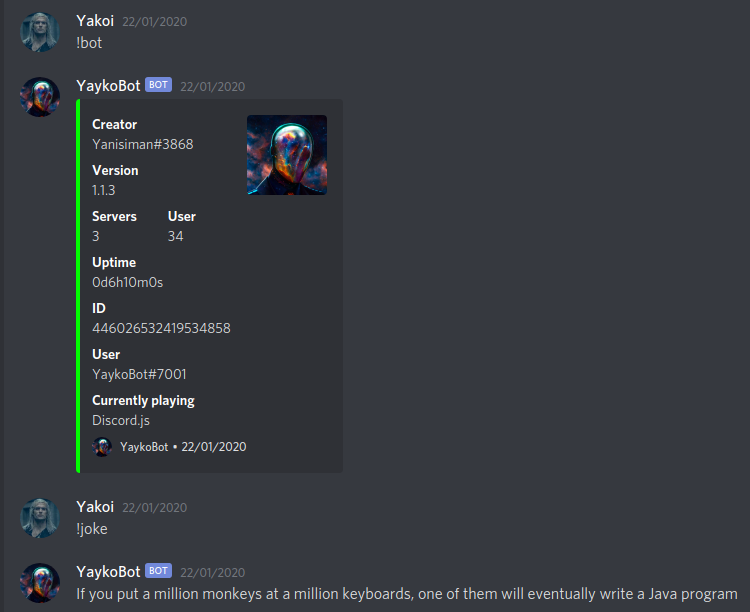 Yakoi 22/01/2020
!bot
YaykoBot BOT 22/01/2020
Creator
Yanisiman#3868
Version
1.1.3
Servers User
3 34
Uptime
0d6h10m0s
ID
446026532419534858
User
YaykoBot#7001
Currently playing
Discord.js
YaykoBot • 22/01/2020
Yakoi 22/01/2020
!joke
YaykoBot BOT 22/01/2020
If you put a million monkeys at a million keyboards, one of them will eventually write a Java program